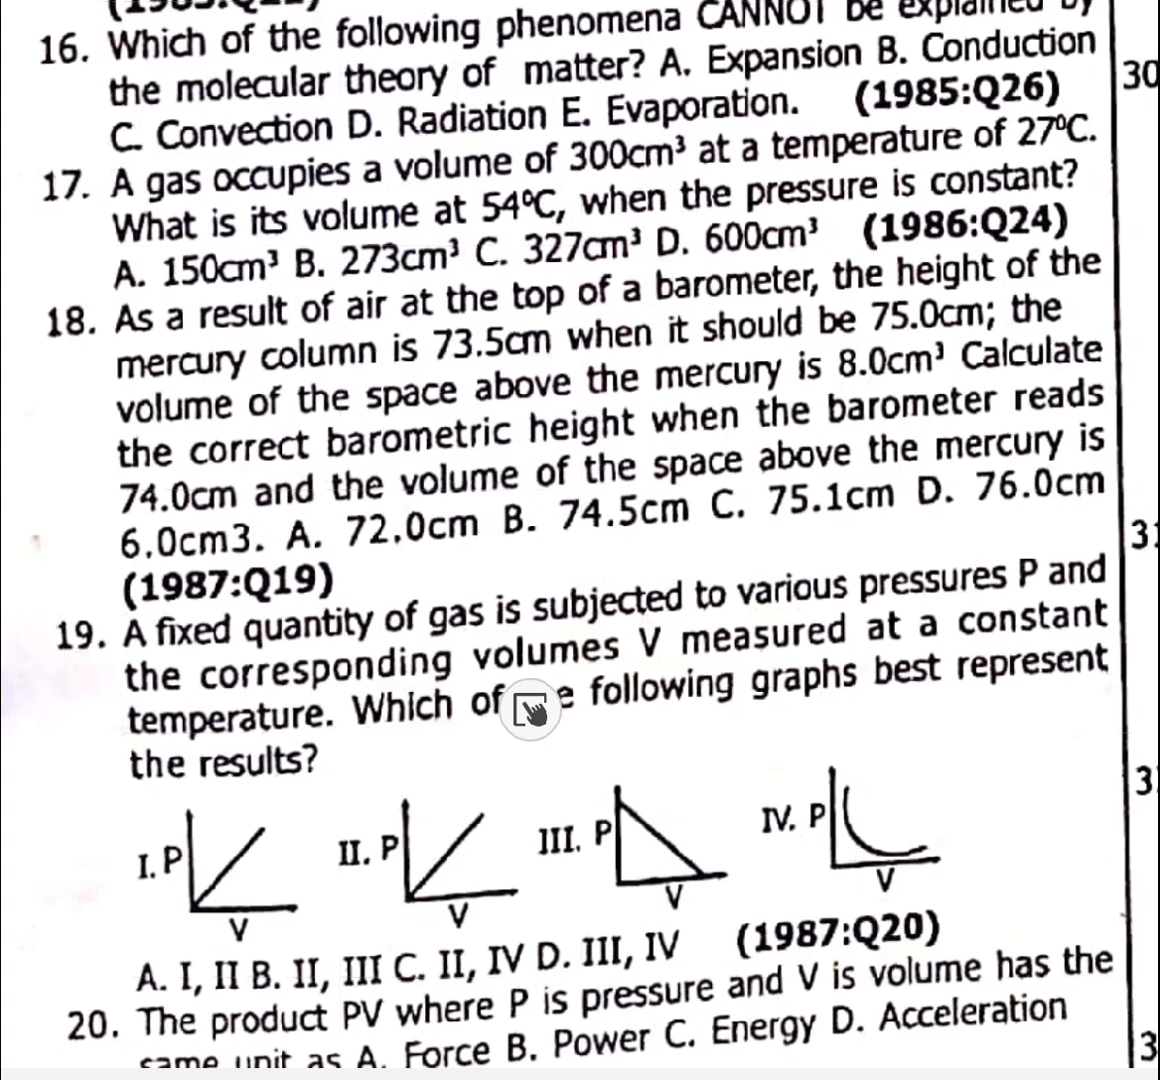 16. Which of the following phenomena CANNOT be explained by
the molecular theory of matter? A. Expansion B. Conduction
C. Convection D. Radiation E. Evaporation. (1985:Q26)
17. A gas occupies a volume of 300cm³ at a temperature of 27⁰C.
What is its volume at 54⁰C, when the pressure is constant?
A. 150cm³ B. 273cm³ C. 327cm³ D. 600cm³ (1986:Q24)
18. As a result of air at the top of a barometer, the height of the
mercury column is 73.5cm when it should be 75.0cm; the
volume of the space above the mercury is 8.0cm³ Calculate
the correct barometric height when the barometer reads
74.0cm and the volume of the space above the mercury is
6.0cm3. A. 72.0cm B. 74.5cm C. 75.1cm D. 76.0cm
(1987:Q19)
19. A fixed quantity of gas is subjected to various pressures P and
the corresponding volumes V measured at a constant
temperature. Which of following graphs best represent
the results?
I. P V
II. P V
III. P V
IV. P V
A. I, II B. II, III C. II, IV D. III, IV (1987:Q20)
20. The product PV where P is pressure and V is volume has the
same unit as A. Force B. Power C. Energy D. Acceleration
30